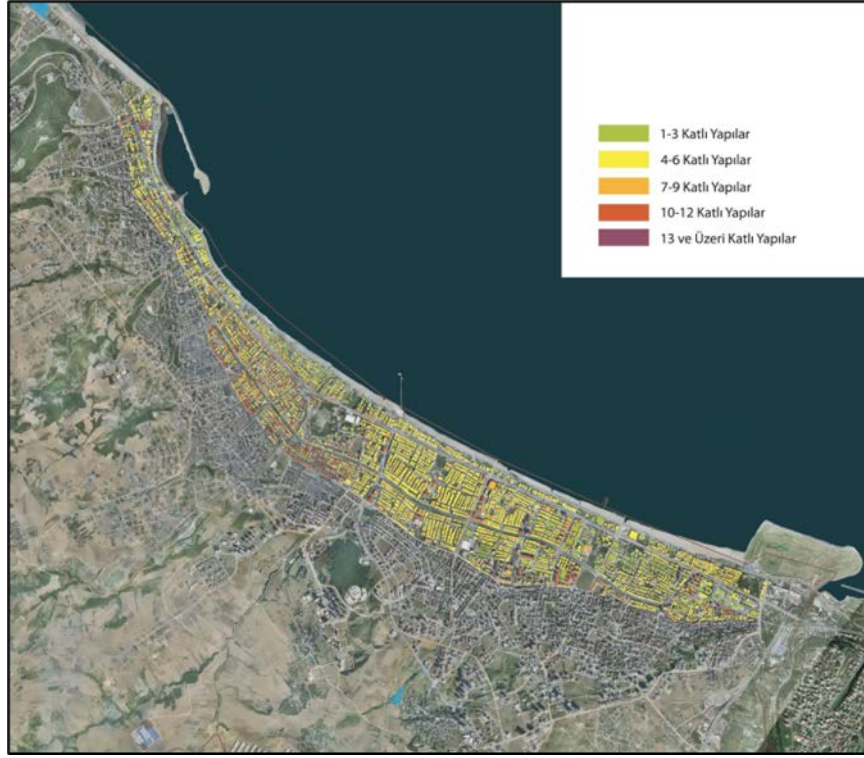 1-3 Katlı Yapılar
4-6 Katlı Yapılar
7-9 Katlı Yapılar
10-12 Katlı Yapılar
13 ve Üzeri Katlı Yapılar